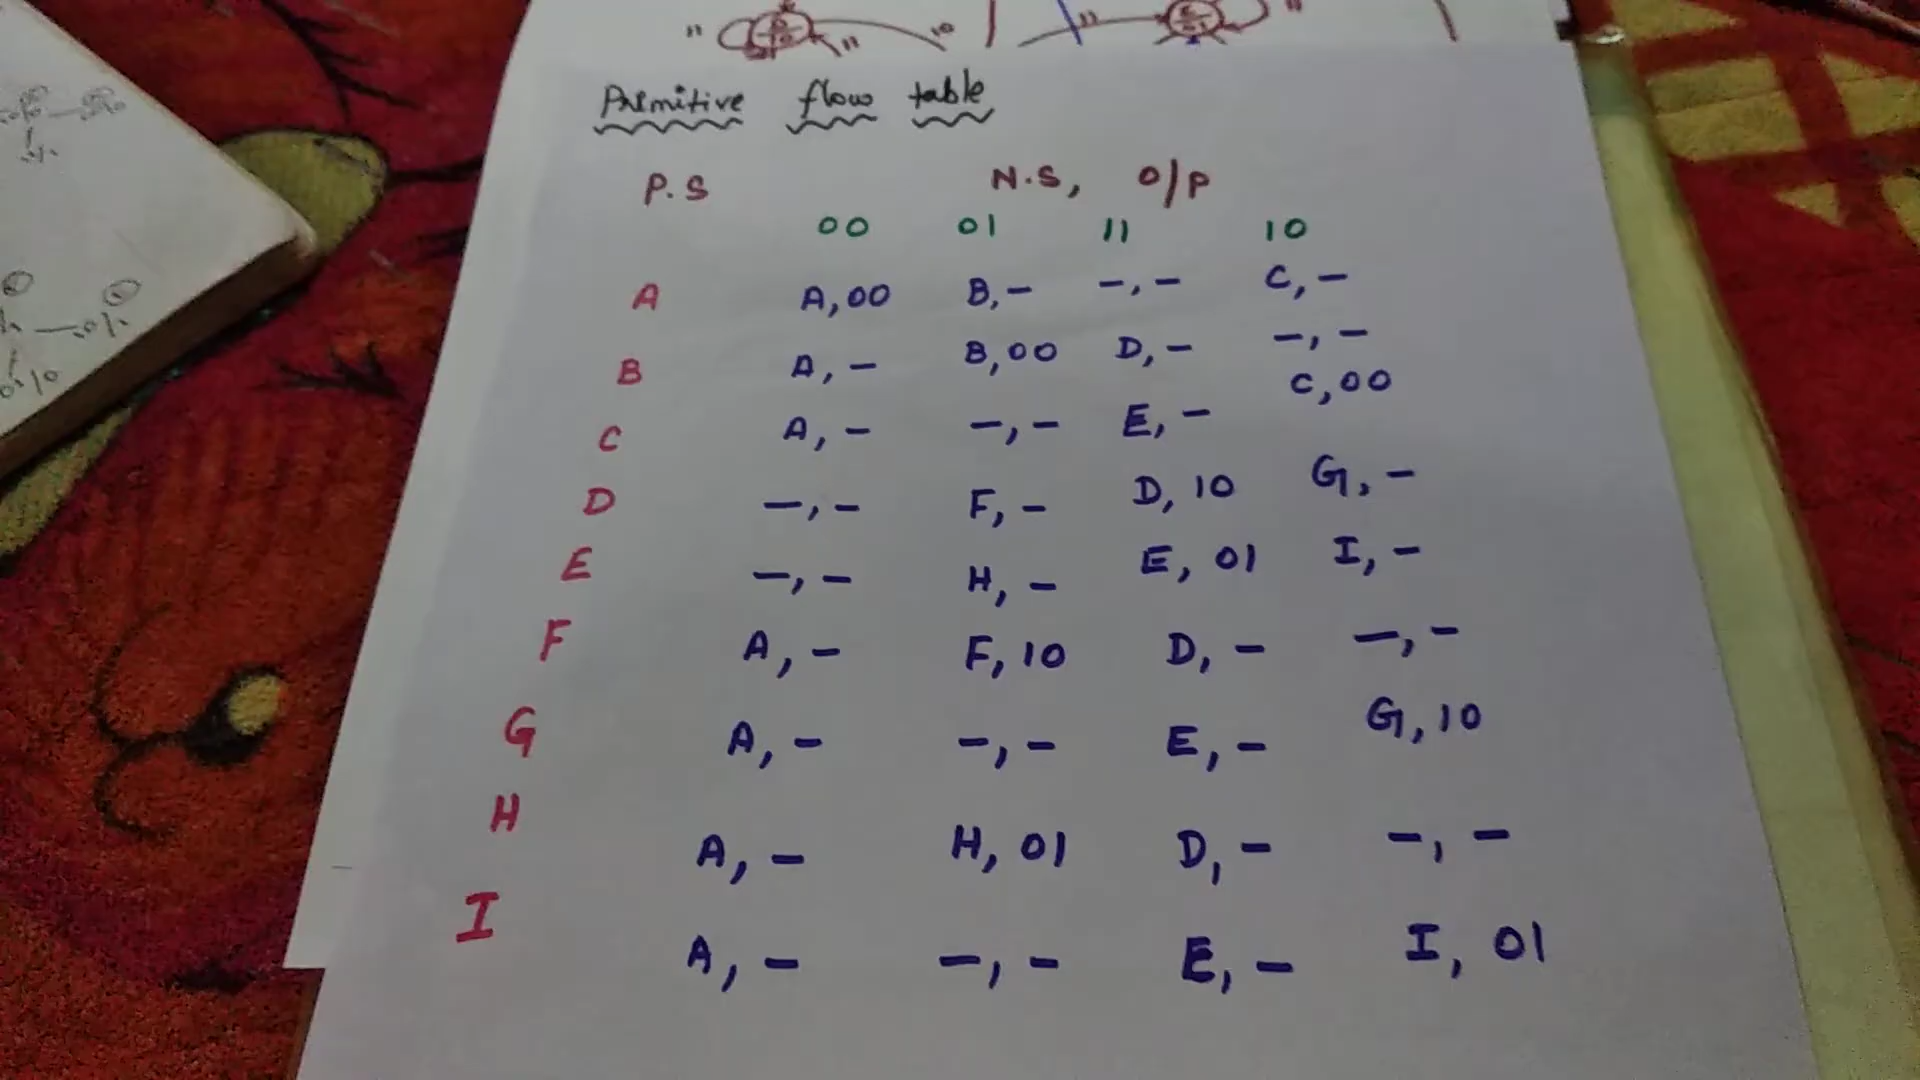 Primitive flow table
P.S N.S, O/P
00 01 11 10
A A,00 B,- -,- C,-
B A,- B,00 D,- -,-
C A,- -,- E,- C,00
D -,- F,- D,10 G,-
E -,- H,- E,01 I,-
F A,- F,10 D,- -,-
G A,- -,- E,- G,10
H A,- H,01 D,- -,-
I A,- -,- E,- I,01